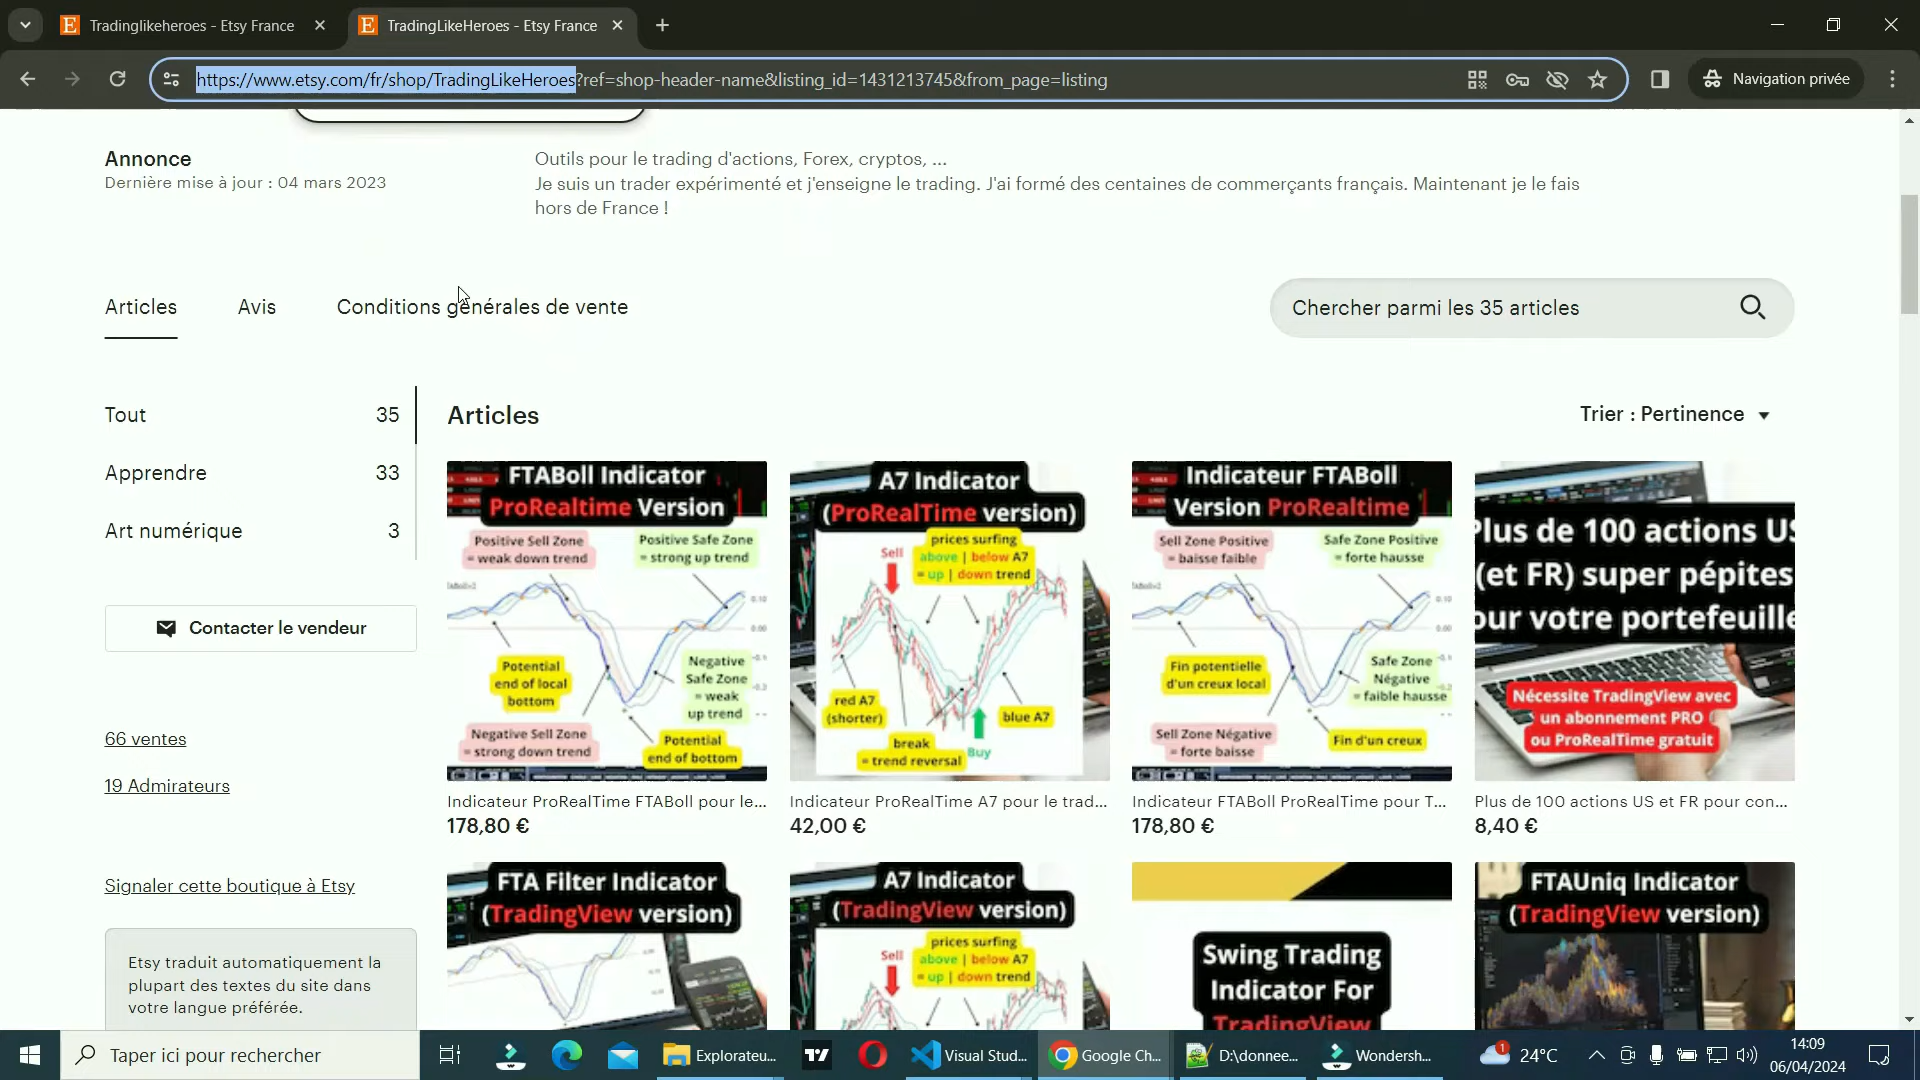 Tradinglikeheroes - Etsy France
TradingLikeHeroes - Etsy France
https://www.etsy.com/fr/shop/TradingLikeHeroes?ref=shop-header-name&listing_id=1431213745&from_page=listing
Navigation privée
Annonce
Dernière mise à jour : 04 mars 2023
Outils pour le trading d'actions, Forex, cryptos, ...
Je suis un trader expérimenté et j'enseigne le trading. J'ai formé des centaines de commerçants français. Maintenant je le fais
hors de France !
Articles
Avis
Conditions générales de vente
Chercher parmi les 35 articles
Tout 35
Apprendre 33
Art numérique 3
Contacter le vendeur
66 ventes
19 Admirateurs
Signaler cette boutique à Etsy
Etsy traduit automatiquement la
plupart des textes du site dans
votre langue préférée.
Articles
Trier : Pertinence
FTABoll Indicator
ProRealtime Version
Positive Sell Zone
= weak down trend
Positive Safe Zone
= strong up trend
0.10
0.00
Potential
end of local
bottom
Negative
Safe Zone
= weak
up trend
Negative Sell Zone
= strong down trend
Potential
end of bottom
Indicateur ProRealTime FTABoll pour le...
178,80 €
A7 Indicator
(ProRealTime version)
prices surfing
above | below A7
= up | down trend
Sell
red A7
(shorter)
blue A7
break
= trend reversal
Buy
Indicateur ProRealTime A7 pour le trad...
42,00 €
Indicateur FTABoll
Version ProRealtime
Sell Zone Positive
= baisse faible
Safe Zone Positive
= forte hausse
0.10
0.00
Fin potentielle
d'un creux local
Safe Zone
Négative
= faible hausse
Sell Zone Négative
= forte baisse
Fin d'un creux
Indicateur FTABoll ProRealTime pour T...
178,80 €
Plus de 100 actions US
(et FR) super pépites
pour votre portefeuille
Nécessite TradingView avec
un abonnement PRO
ou ProRealTime gratuit
Plus de 100 actions US et FR pour con...
8,40 €
FTA Filter Indicator
(TradingView version)
A7 Indicator
(TradingView version)
prices surfing
above | below A7
= up | down trend
Sell
Swing Trading
Indicator For
TradingView
FTAUniq Indicator
(TradingView version)
Taper ici pour rechercher
Explorateu...
Visual Stud...
Google Ch...
D:\donnee...
Wondersh...
1
24°C
14:09
06/04/2024